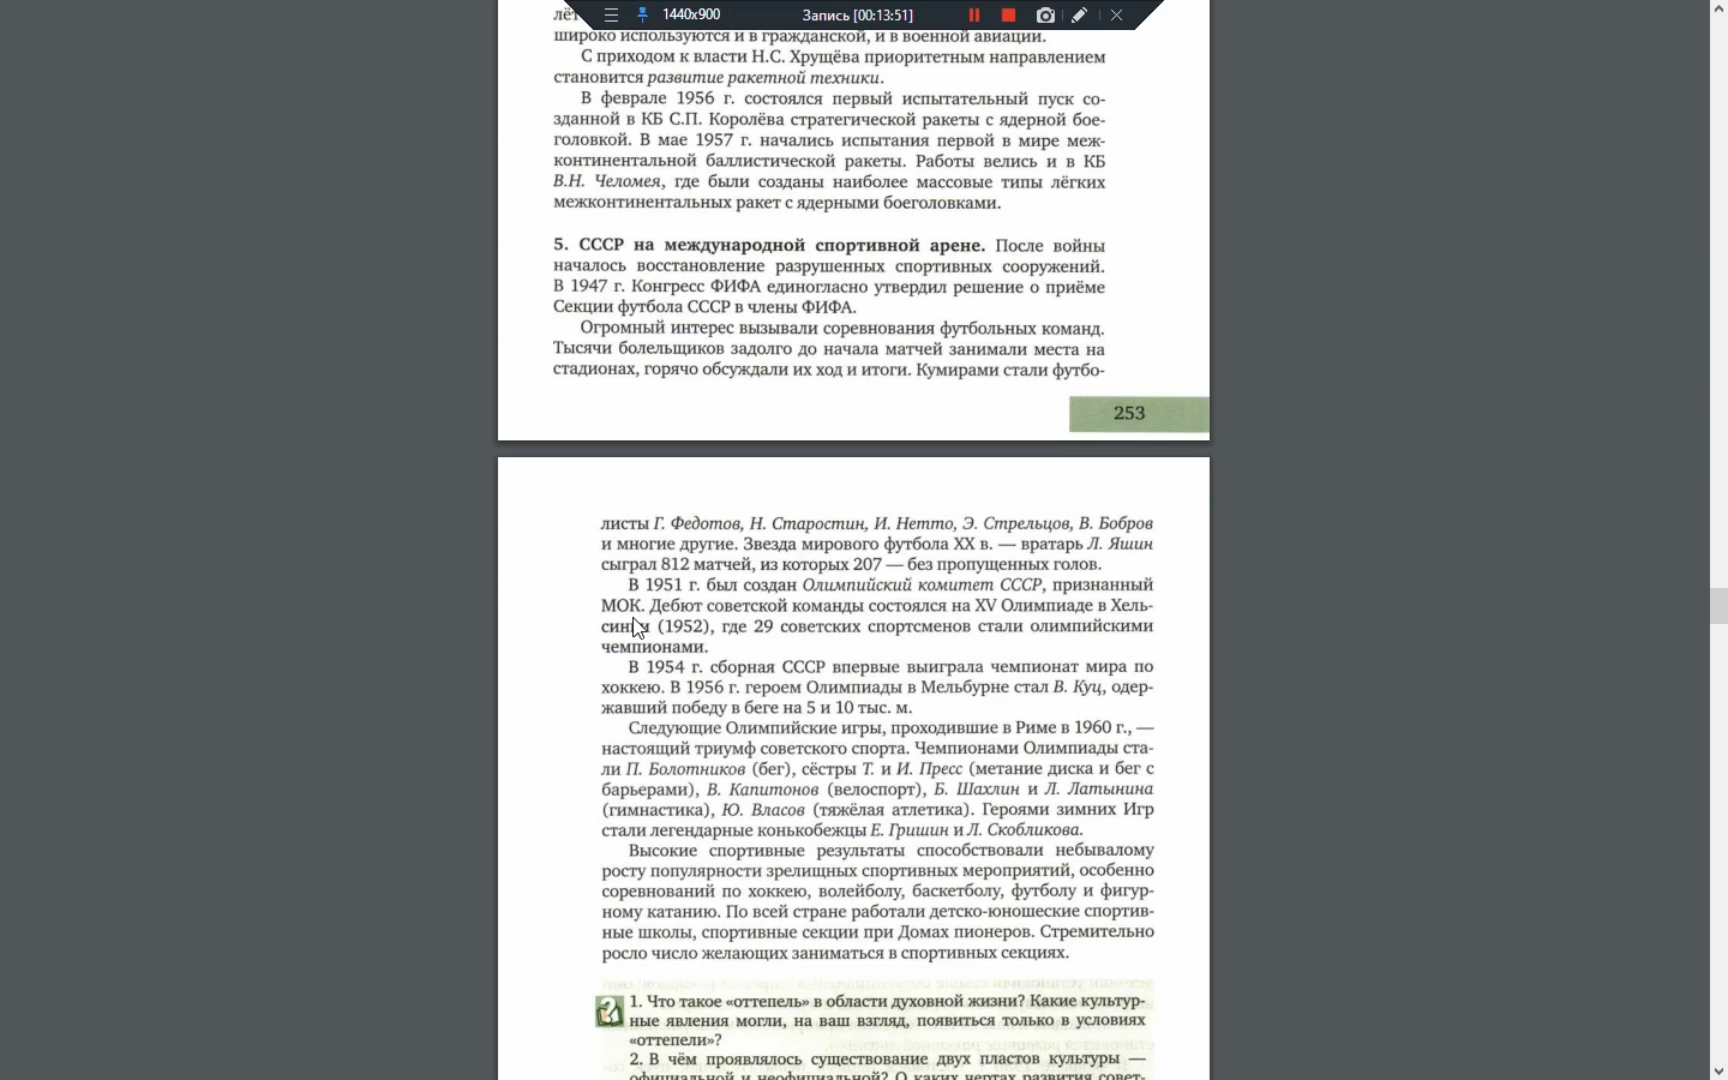 1440x900
Запись [00:13:51]
широко используются и в гражданской, и в военной авиации.
С приходом к власти Н.С. Хрущёва приоритетным направлением
становится развитие ракетной техники.
В феврале 1956 г. состоялся первый испытательный пуск со-
зданной в КБ С.П. Королёва стратегической ракеты с ядерной бое-
головкой. В мае 1957 г. начались испытания первой в мире меж-
континентальной баллистической ракеты. Работы велись и в КБ
В.Н. Челомея, где были созданы наиболее массовые типы лёгких
межконтинентальных ракет с ядерными боеголовками.
5. СССР на международной спортивной арене. После войны
началось восстановление разрушенных спортивных сооружений.
В 1947 г. Конгресс ФИФА единогласно утвердил решение о приёме
Секции футбола СССР в члены ФИФА.
Огромный интерес вызывали соревнования футбольных команд.
Тысячи болельщиков задолго до начала матчей занимали места на
стадионах, горячо обсуждали их ход и итоги. Кумирами стали футбо-
253
листы Г. Федотов, Н. Старостин, И. Нетто, Э. Стрельцов, В. Бобров
и многие другие. Звезда мирового футбола XX в. — вратарь Л. Яшин
сыграл 812 матчей, из которых 207 — без пропущенных голов.
В 1951 г. был создан Олимпийский комитет СССР, признанный
МОК. Дебют советской команды состоялся на XV Олимпиаде в Хель-
синки (1952), где 29 советских спортсменов стали олимпийскими
чемпионами.
В 1954 г. сборная СССР впервые выиграла чемпионат мира по
хоккею. В 1956 г. героем Олимпиады в Мельбурне стал В. Куц, одер-
жавший победу в беге на 5 и 10 тыс. м.
Следующие Олимпийские игры, проходившие в Риме в 1960 г., —
настоящий триумф советского спорта. Чемпионами Олимпиады ста-
ли П. Болотников (бег), сёстры Т. и И. Пресс (метание диска и бег с
барьерами), В. Капитонов (велоспорт), Б. Шахлин и Л. Латынина
(гимнастика), Ю. Власов (тяжёлая атлетика). Героями зимних Игр
стали легендарные конькобежцы Е. Гришин и Л. Скобликова.
Высокие спортивные результаты способствовали небывалому
росту популярности зрелищных спортивных мероприятий, особенно
соревнований по хоккею, волейболу, баскетболу, футболу и фигур-
ному катанию. По всей стране работали детско-юношеские спортив-
ные школы, спортивные секции при Домах пионеров. Стремительно
росло число желающих заниматься в спортивных секциях.
1. Что такое «оттепель» в области духовной жизни? Какие культур-
ные явления могли, на ваш взгляд, появиться только в условиях
«оттепели»?
2. В чём проявлялось существование двух пластов культуры —
официальной и неофициальной? О каких чертах развития совет-